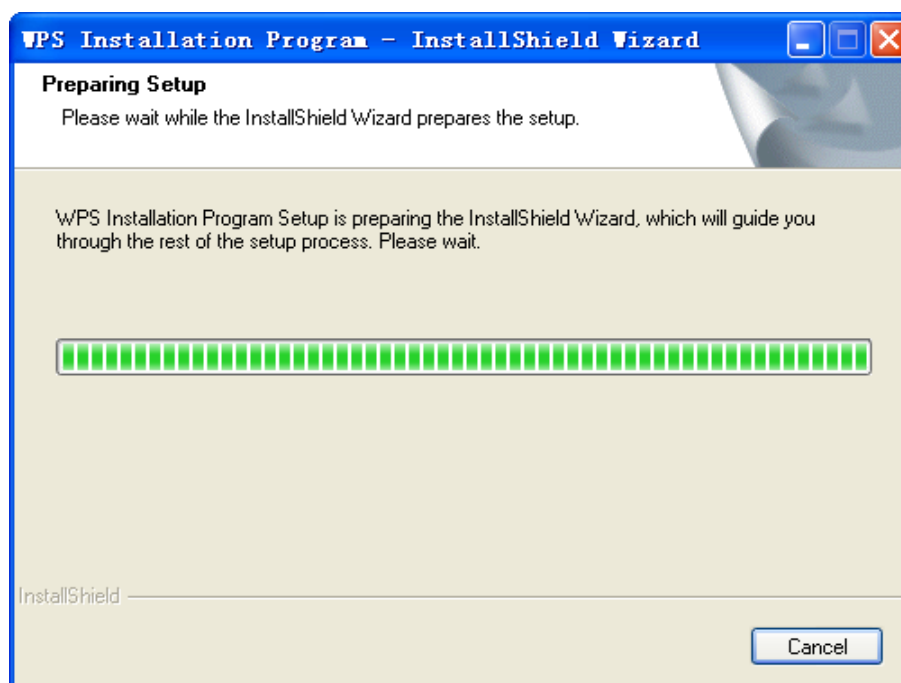 WPS Installation Program - InstallShield Wizard
Preparing Setup
Please wait while the InstallShield Wizard prepares the setup.
WPS Installation Program Setup is preparing the InstallShield Wizard, which will guide you
through the rest of the setup process. Please wait.
InstallShield
Cancel